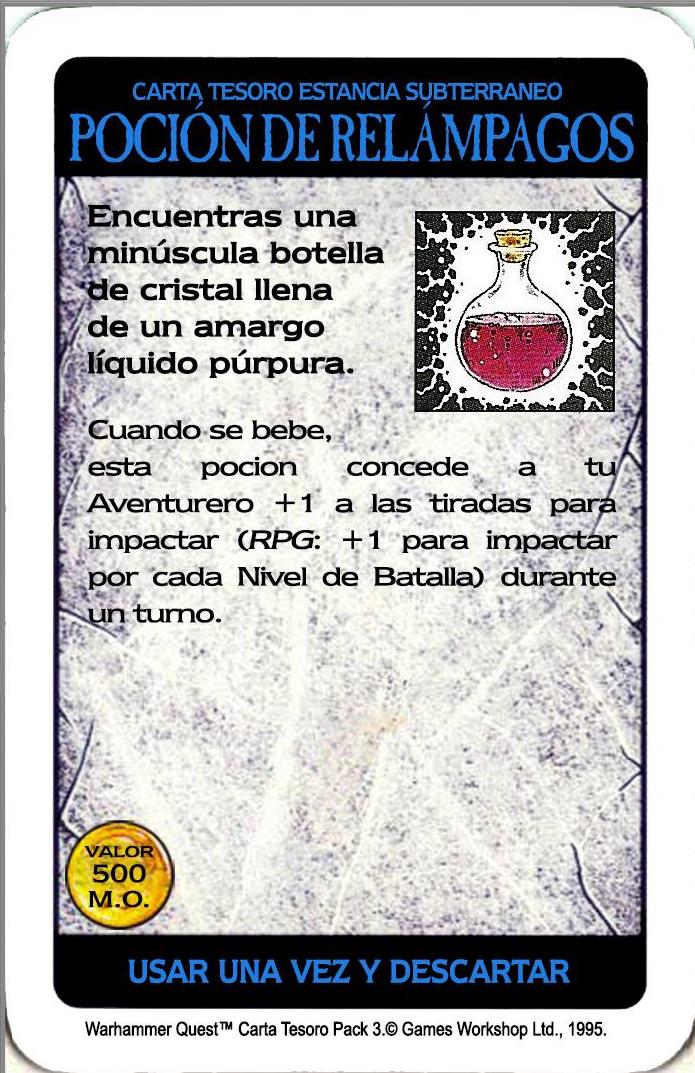 CARTA TESORO ESTANCIA SUBTERRANEO
POCIÓN DE RELÁMPAGOS
Encuentras una
minúscula botella
de cristal llena
de un amargo
líquido púrpura.
Cuando se bebe,
esta pocion concede a tu
Aventurero +1 a las tiradas para
impactar (RPG: +1 para impactar
por cada Nivel de Batalla) durante
un turno.
VALOR
500
M.O.
USAR UNA VEZ Y DESCARTAR
Warhammer Quest™ Carta Tesoro Pack 3.© Games Workshop Ltd., 1995.